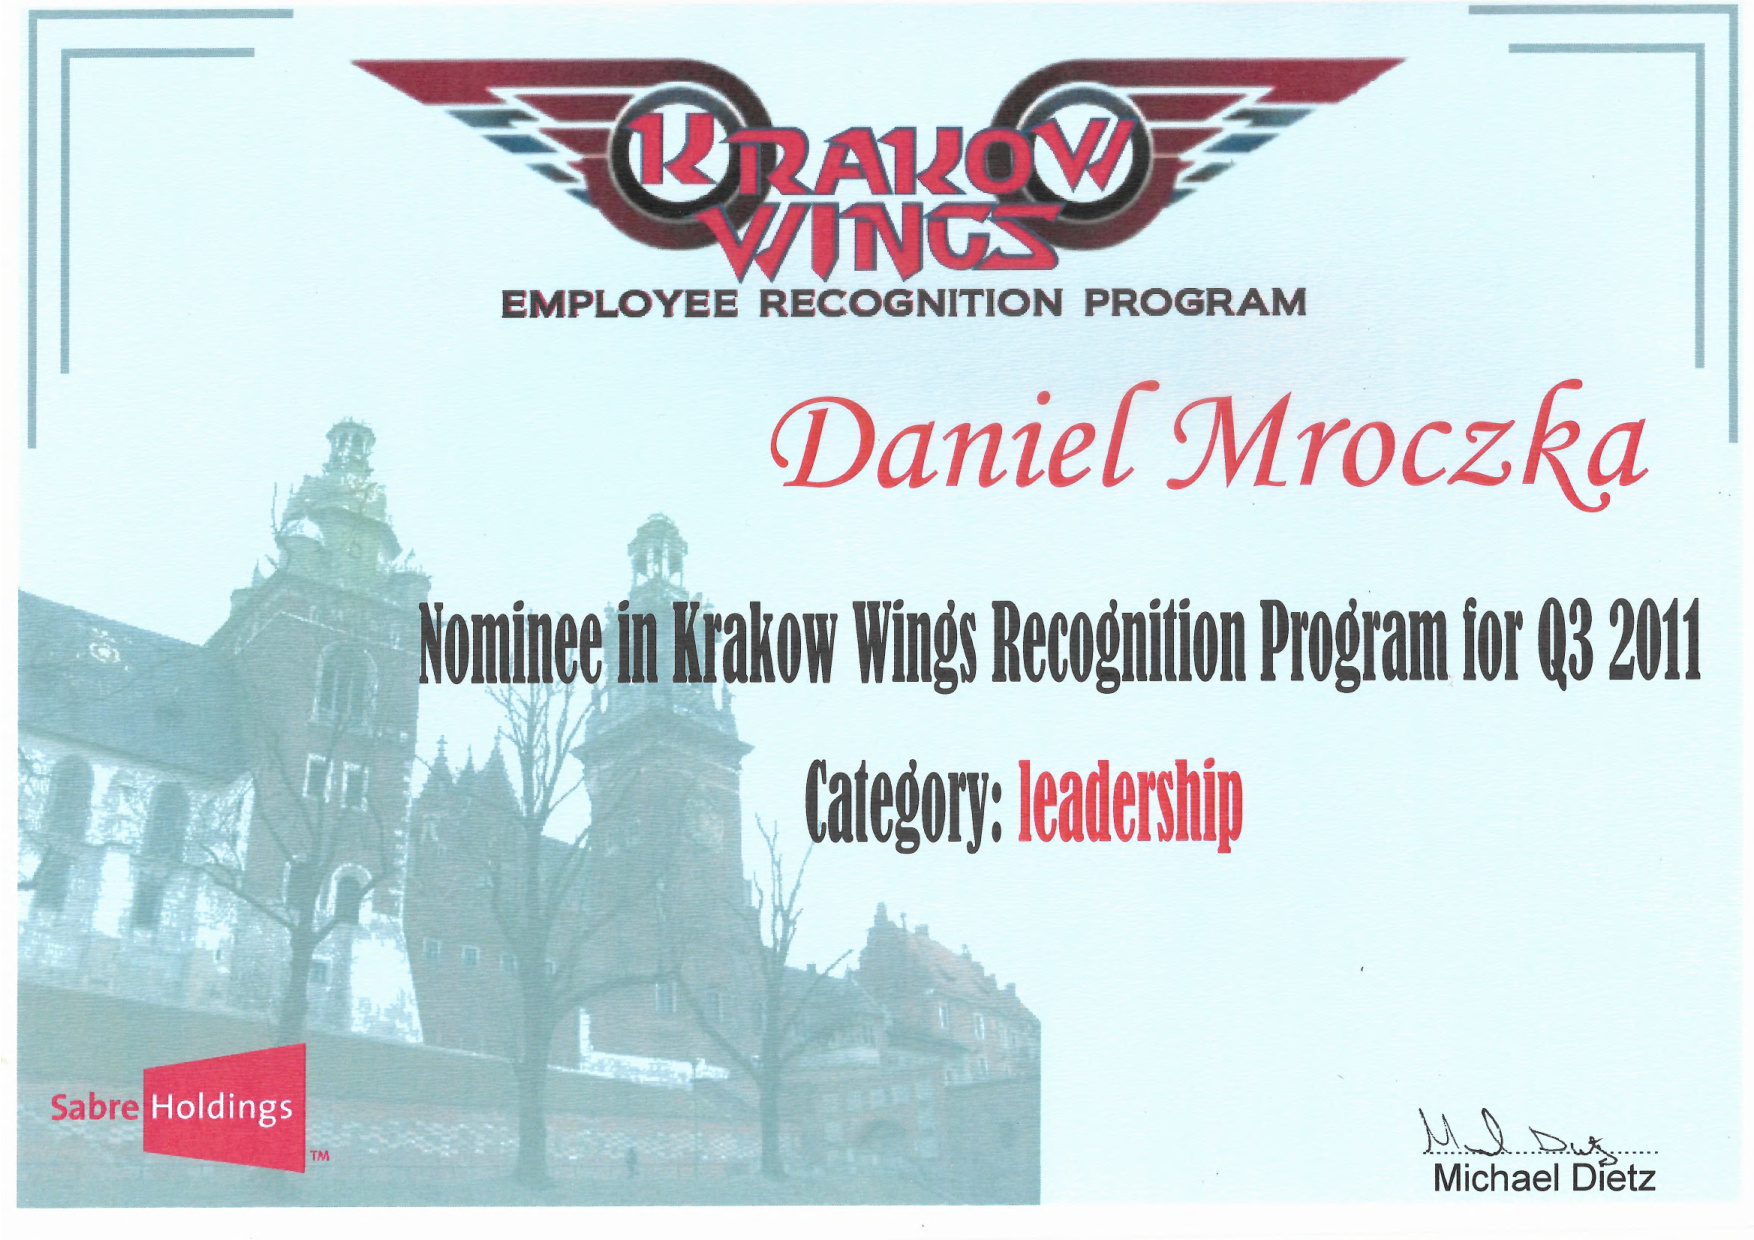 KRAKOW
WINGS
EMPLOYEE RECOGNITION PROGRAM
Daniel Mroczka
Nominee in Krakow Wings Recognition Program for Q3 2011
Category: leadership
Sabre Holdings
TM
Michael Dietz